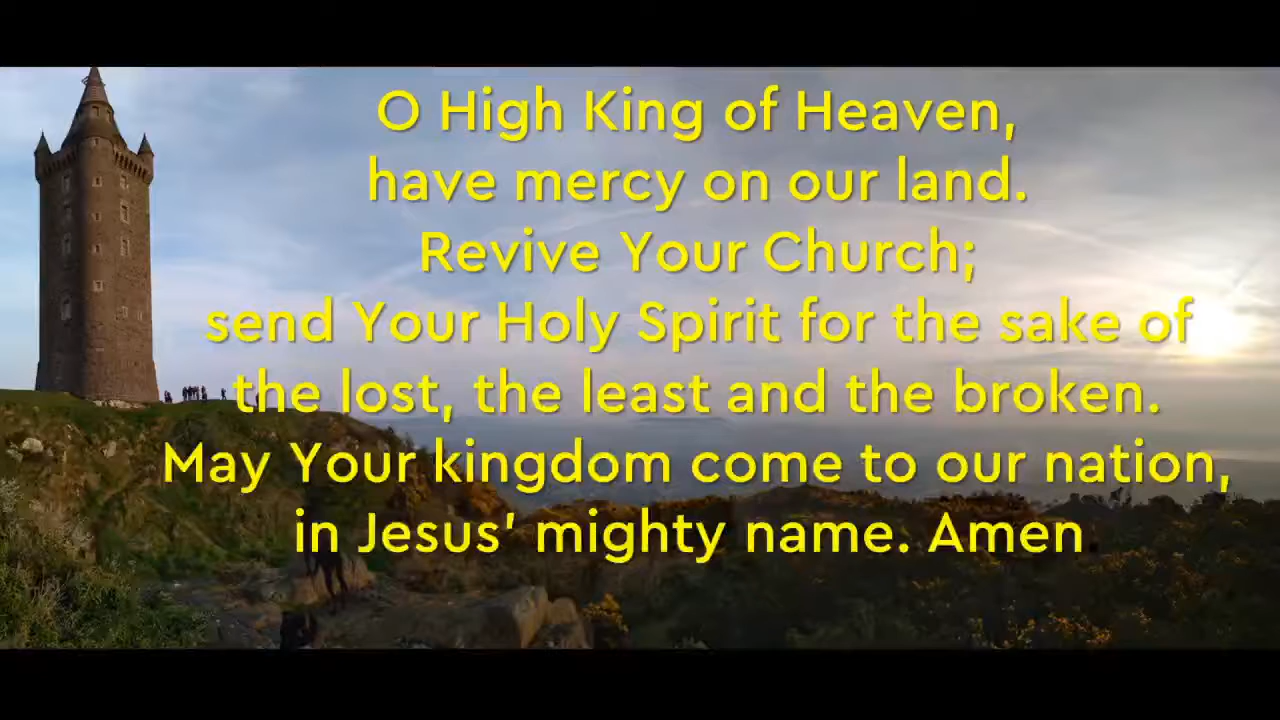 O High King of Heaven,
have mercy on our land.
Revive Your Church;
send Your Holy Spirit for the sake of
the lost, the least and the broken.
May Your kingdom come to our nation,
in Jesus’ mighty name. Amen.